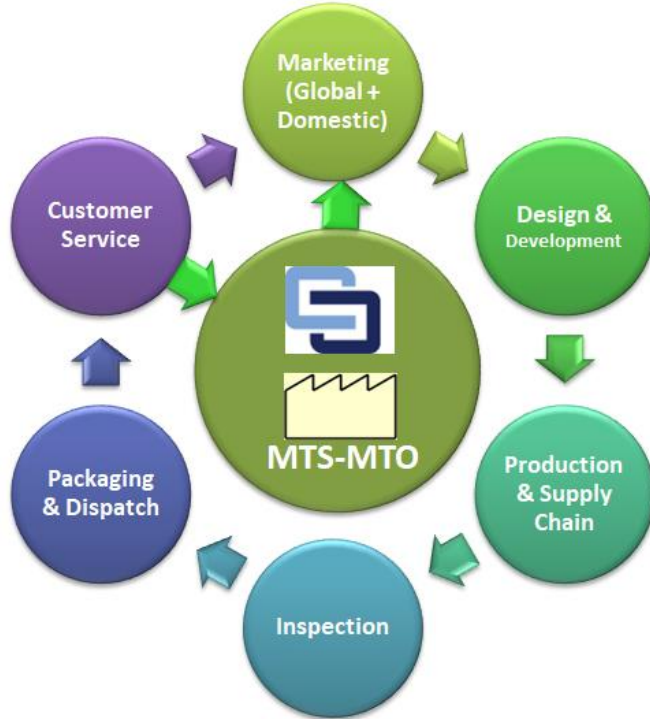 Marketing
(Global +
Domestic)
Customer
Service
Design &
Development
MTS-MTO
Packaging
& Dispatch
Production
& Supply
Chain
Inspection